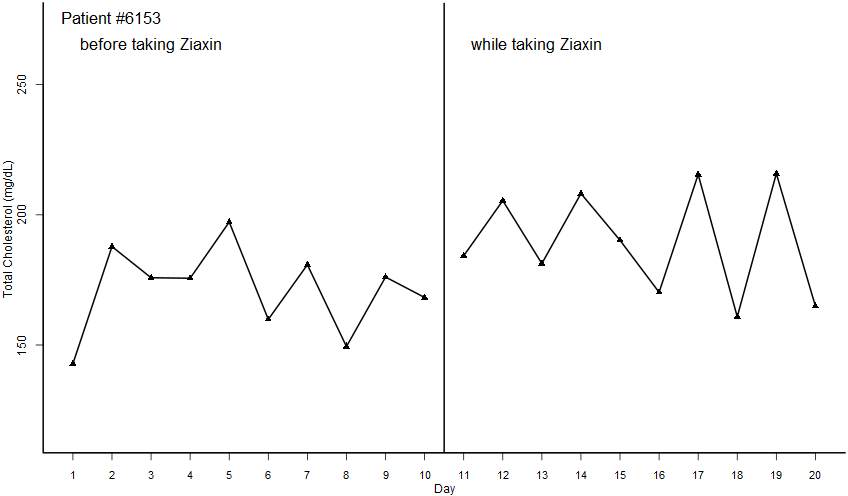 Patient #6153
before taking Ziaxin
while taking Ziaxin
250
200
150
Total Cholesterol (mg/dL)
1 2 3 4 5 6 7 8 9 10 11 12 13 14 15 16 17 18 19 20
Day